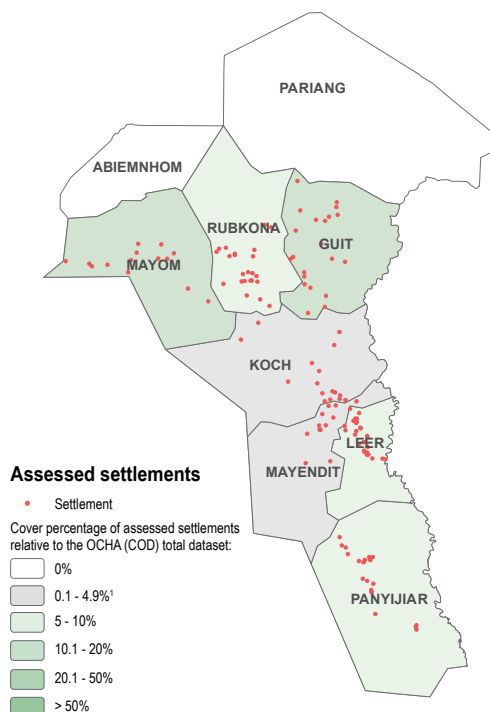 PARIANG
ABIEMNHOM
RUBKONA
GUIT
MAYOM
KOCH
LEER
MAYENDIT
PANYIJIAR
Assessed settlements
Settlement
Cover percentage of assessed settlements
relative to the OCHA (COD) total dataset:
0%
0.1 - 4.9%¹
5 - 10%
10.1 - 20%
20.1 - 50%
> 50%